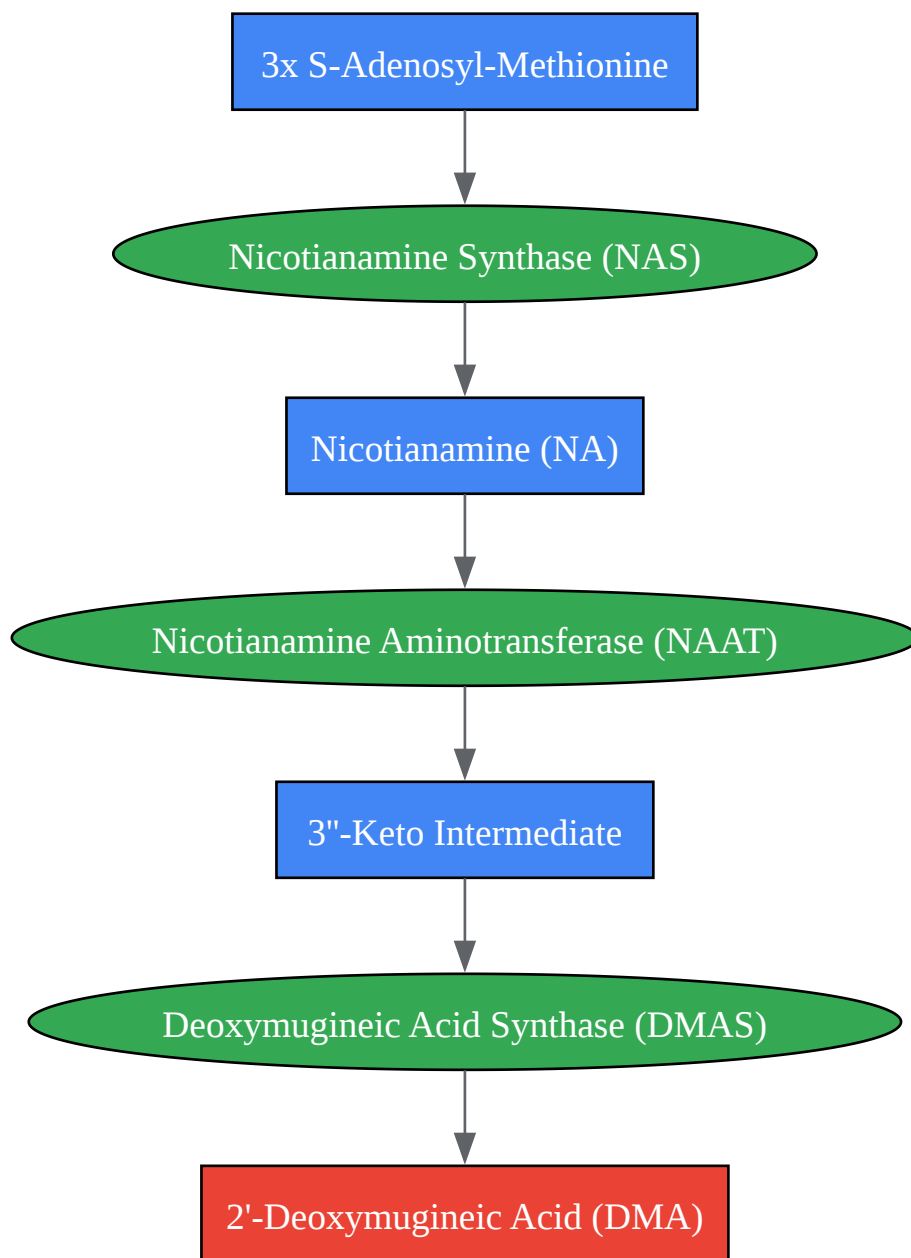 3x S-Adenosyl-Methionine
Nicotianamine Synthase (NAS)
Nicotianamine (NA)
Nicotianamine Aminotransferase (NAAT)
3"-Keto Intermediate
Deoxymugineic Acid Synthase (DMAS)
2'-Deoxymugineic Acid (DMA)